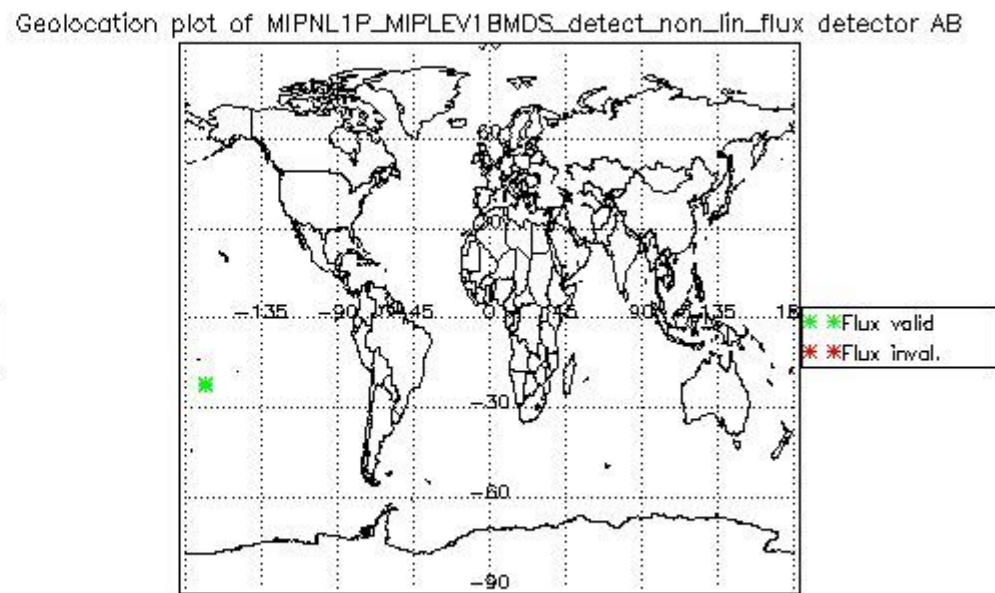 Geolocation plot of MIPNL1P_MIPLEV1BMDS_detect_non_lin_flux detector AB
-135 -90 -45 0 45 90 135 18
Flux valid
Flux inval.
-30
-60
-90